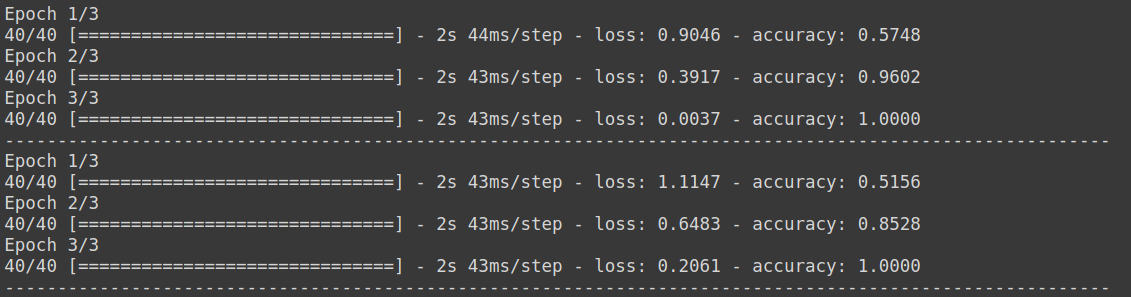 Epoch 1/3
40/40 [==============================] - 2s 44ms/step - loss: 0.9046 - accuracy: 0.5748
Epoch 2/3
40/40 [==============================] - 2s 43ms/step - loss: 0.3917 - accuracy: 0.9602
Epoch 3/3
40/40 [==============================] - 2s 43ms/step - loss: 0.0037 - accuracy: 1.0000
---------------------------------------------------------------------------------------------------------
Epoch 1/3
40/40 [==============================] - 2s 43ms/step - loss: 1.1147 - accuracy: 0.5156
Epoch 2/3
40/40 [==============================] - 2s 43ms/step - loss: 0.6483 - accuracy: 0.8528
Epoch 3/3
40/40 [==============================] - 2s 43ms/step - loss: 0.2061 - accuracy: 1.0000
---------------------------------------------------------------------------------------------------------